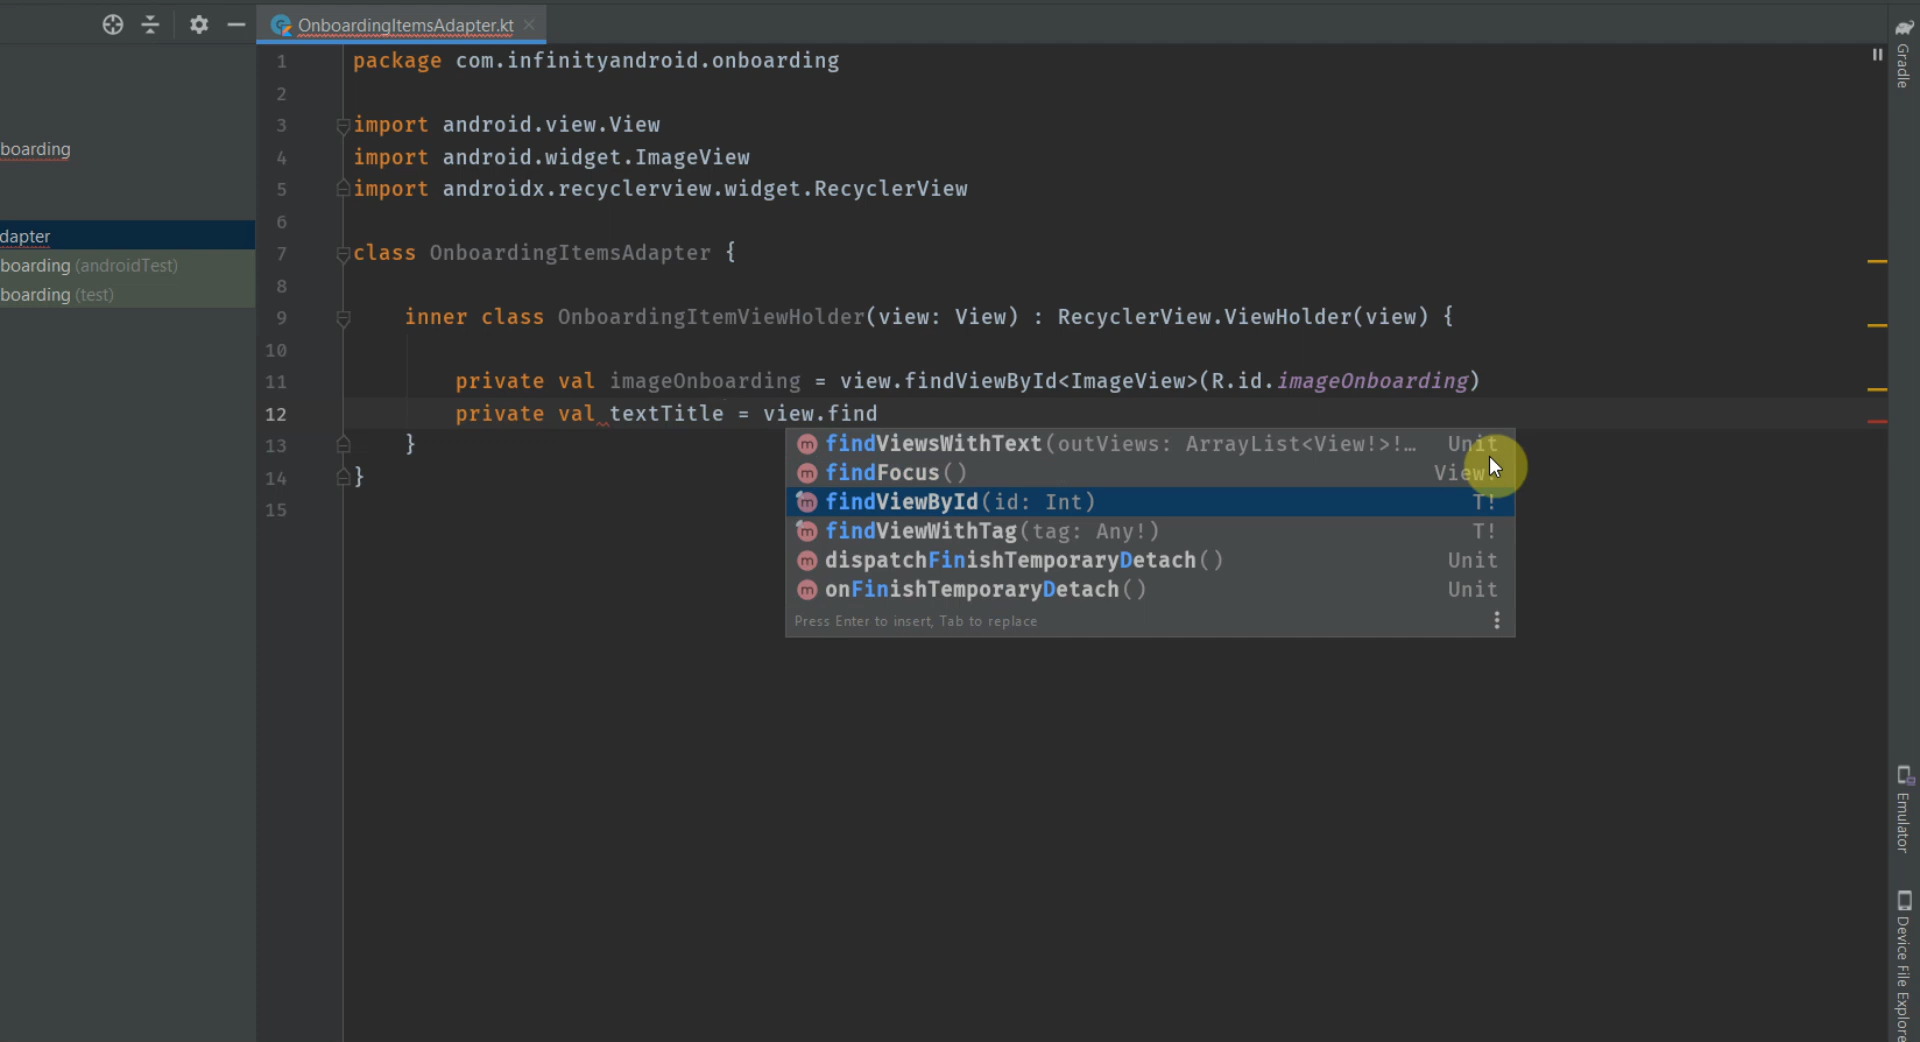 OnboardingItemsAdapter.kt
Gradle
1 package com.infinityandroid.onboarding
2
3 import android.view.View
boarding
4 import android.widget.ImageView
5 import androidx.recyclerview.widget.RecyclerView
6
dapter
7 class OnboardingItemsAdapter {
boarding (androidTest)
8
boarding (test)
9 inner class OnboardingItemViewHolder(view: View) : RecyclerView.ViewHolder(view) {
10
11 private val imageOnboarding = view.findViewById<ImageView>(R.id.imageOnboarding)
12 private val textTitle = view.find
13 }
findViewsWithText(outViews: ArrayList<View!>!… Unit
14 }
findFocus() View!
15
findViewById(id: Int) T!
findViewWithTag(tag: Any!) T!
dispatchFinishTemporaryDetach() Unit
onFinishTemporaryDetach() Unit
Press Enter to insert, Tab to replace
Emulator
Device File Explore